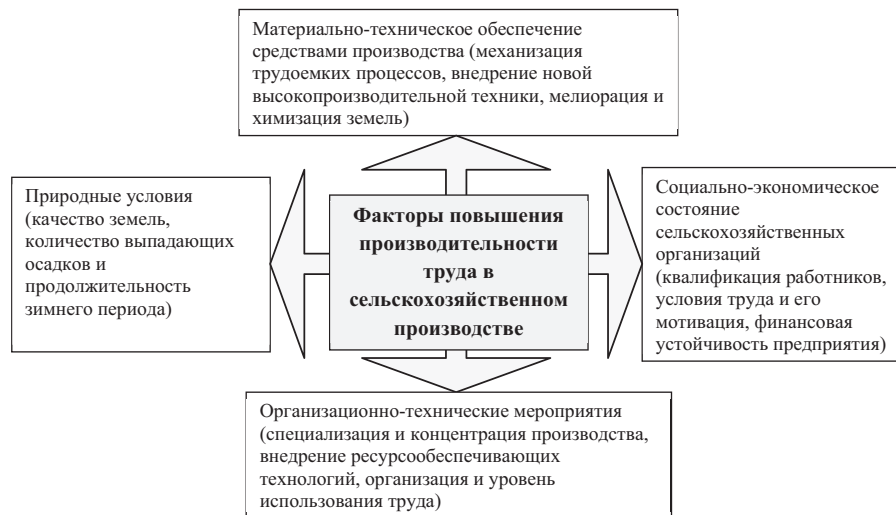 Материально-техническое обеспечение
средствами производства (механизация
трудоемких процессов, внедрение новой
высокопроизводительной техники, мелиорация и
химизация земель)
Природные условия
(качество земель,
количество выпадающих
осадков и
продолжительность
зимнего периода)
Факторы повышения
производительности
труда в
сельскохозяйственном
производстве
Социально-экономическое
состояние
сельскохозяйственных
организаций
(квалификация работников,
условия труда и его
мотивация, финансовая
устойчивость предприятия)
Организационно-технические мероприятия
(специализация и концентрация производства,
внедрение ресурсообеспечивающих
технологий, организация и уровень
использования труда)